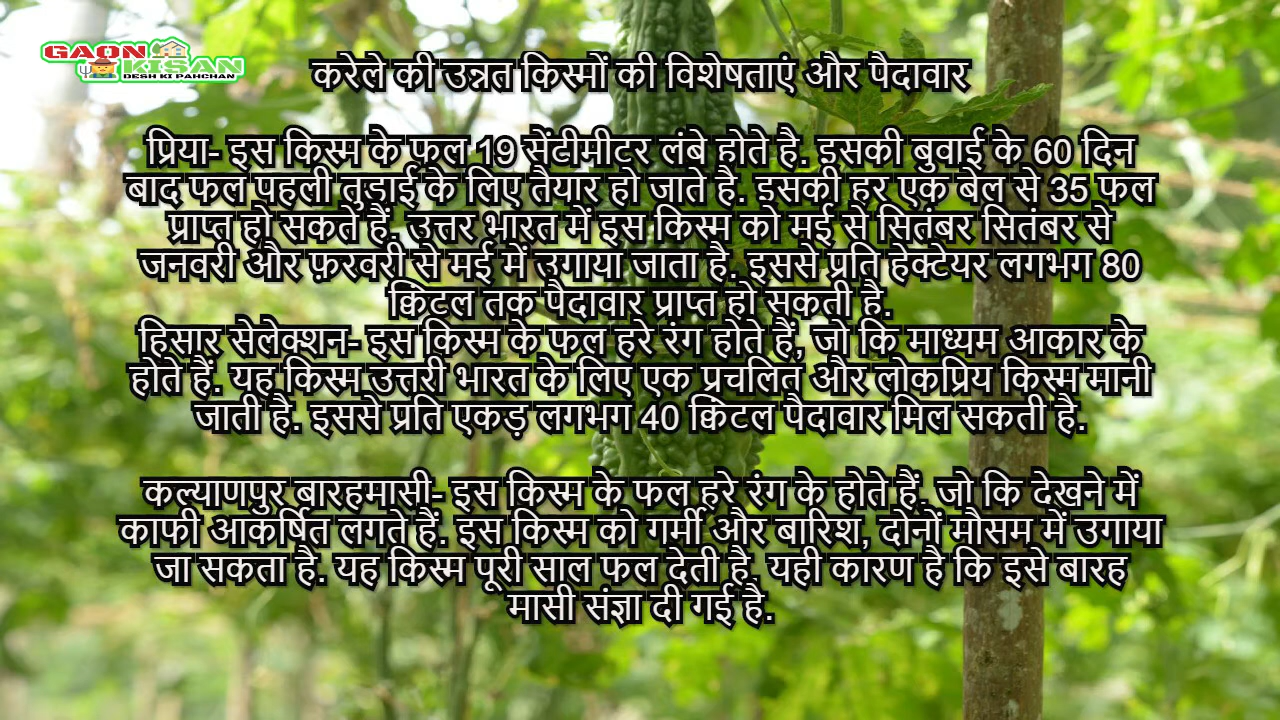 GAON
KISAN
DESH KI PAHCHAN
करेले की उन्नत किस्मों की विशेषताएं और पैदावार
प्रिया- इस किस्म के फल 19 सेंटीमीटर लंबे होते है. इसकी बुवाई के 60 दिन
बाद फल पहली तुड़ाई के लिए तैयार हो जाते है. इसकी हर एक बेल से 35 फल
प्राप्त हो सकते हैं. उत्तर भारत में इस किस्म को मई से सितंबर सितंबर से
जनवरी और फ़रवरी से मई में उगाया जाता है. इससे प्रति हेक्टेयर लगभग 80
क्विंटल तक पैदावार प्राप्त हो सकती है.
हिसार सेलेक्शन- इस किस्म के फल हरे रंग होते हैं, जो कि माध्यम आकार के
होते हैं. यह किस्म उत्तरी भारत के लिए एक प्रचलित और लोकप्रिय किस्म मानी
जाती है. इससे प्रति एकड़ लगभग 40 क्विंटल पैदावार मिल सकती है.
कल्याणपुर बारहमासी- इस किस्म के फल हरे रंग के होते हैं. जो कि देखने में
काफी आकर्षित लगते हैं. इस किस्म को गर्मी और बारिश, दोनों मौसम में उगाया
जा सकता है. यह किस्म पूरी साल फल देती है, यही कारण है कि इसे बारह
मासी संज्ञा दी गई है.